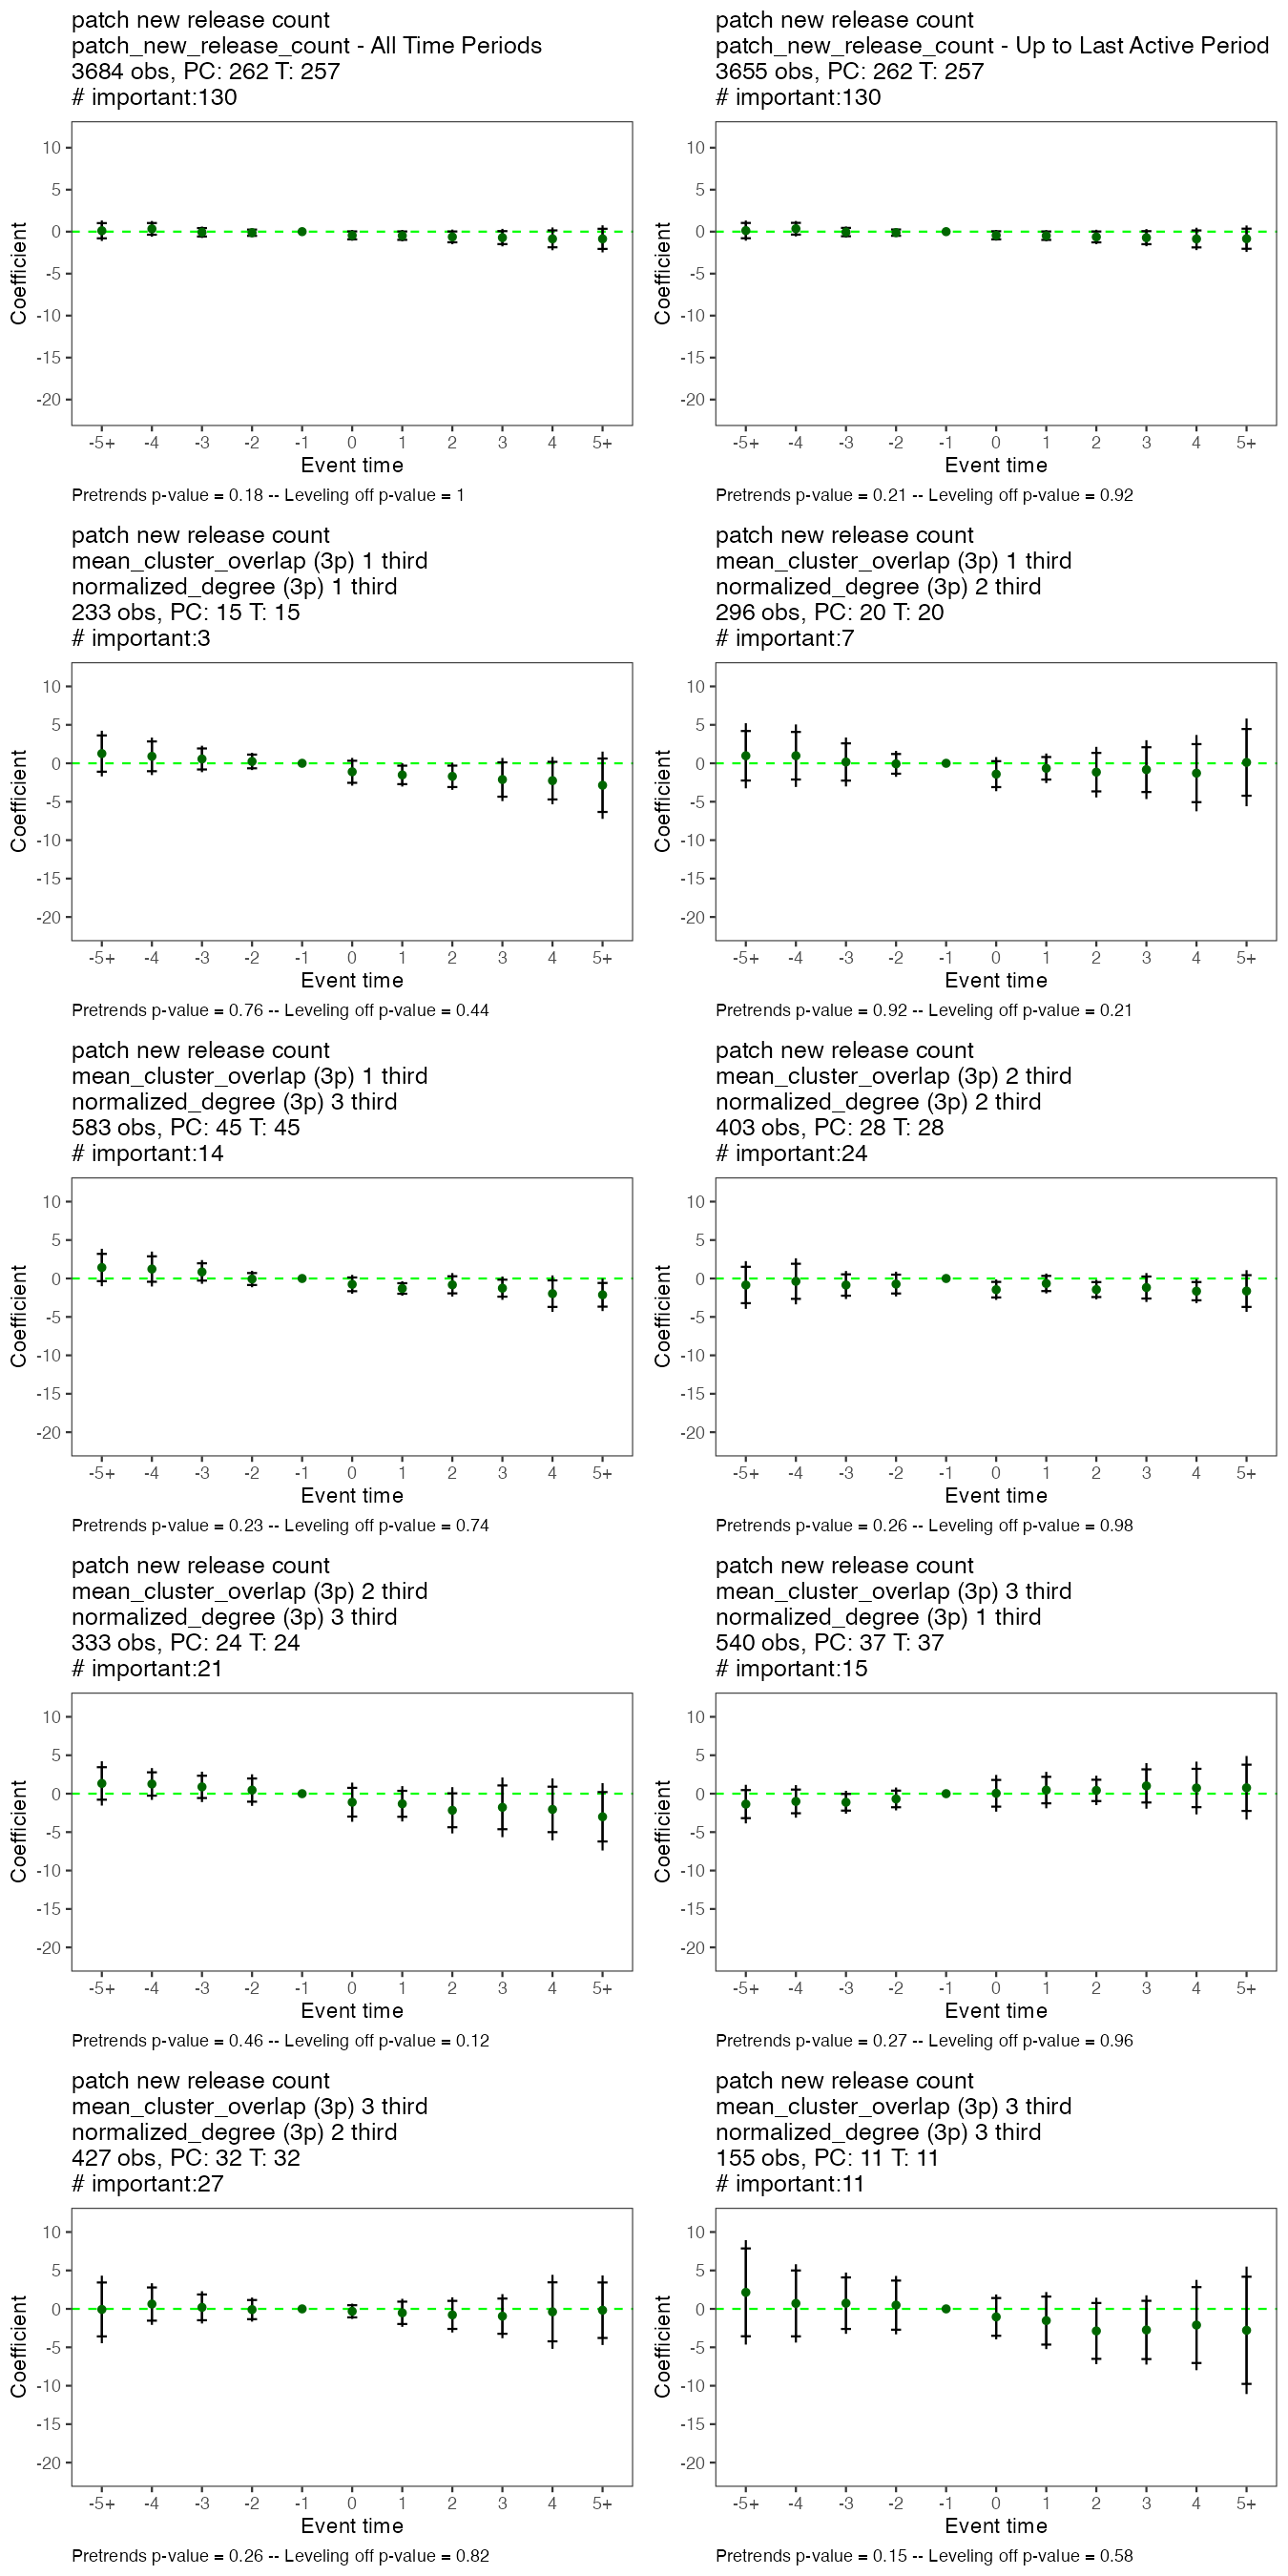 patch new release count
patch_new_release_count - All Time Periods
3684 obs, PC: 262 T: 257
# important:130
10
5
0
-5
-10
-15
-20
Coefficient
-5+ -4 -3 -2 -1 0 1 2 3 4 5+
Event time
Pretrends p-value = 0.18 -- Leveling off p-value = 1
patch new release count
patch_new_release_count - Up to Last Active Period
3655 obs, PC: 262 T: 257
# important:130
10
5
0
-5
-10
-15
-20
Coefficient
-5+ -4 -3 -2 -1 0 1 2 3 4 5+
Event time
Pretrends p-value = 0.21 -- Leveling off p-value = 0.92
patch new release count
mean_cluster_overlap (3p) 1 third
normalized_degree (3p) 1 third
233 obs, PC: 15 T: 15
# important:3
10
5
0
-5
-10
-15
-20
Coefficient
-5+ -4 -3 -2 -1 0 1 2 3 4 5+
Event time
Pretrends p-value = 0.76 -- Leveling off p-value = 0.44
patch new release count
mean_cluster_overlap (3p) 1 third
normalized_degree (3p) 2 third
296 obs, PC: 20 T: 20
# important:7
10
5
0
-5
-10
-15
-20
Coefficient
-5+ -4 -3 -2 -1 0 1 2 3 4 5+
Event time
Pretrends p-value = 0.92 -- Leveling off p-value = 0.21
patch new release count
mean_cluster_overlap (3p) 1 third
normalized_degree (3p) 3 third
583 obs, PC: 45 T: 45
# important:14
10
5
0
-5
-10
-15
-20
Coefficient
-5+ -4 -3 -2 -1 0 1 2 3 4 5+
Event time
Pretrends p-value = 0.23 -- Leveling off p-value = 0.74
patch new release count
mean_cluster_overlap (3p) 2 third
normalized_degree (3p) 2 third
403 obs, PC: 28 T: 28
# important:24
10
5
0
-5
-10
-15
-20
Coefficient
-5+ -4 -3 -2 -1 0 1 2 3 4 5+
Event time
Pretrends p-value = 0.26 -- Leveling off p-value = 0.98
patch new release count
mean_cluster_overlap (3p) 2 third
normalized_degree (3p) 3 third
333 obs, PC: 24 T: 24
# important:21
10
5
0
-5
-10
-15
-20
Coefficient
-5+ -4 -3 -2 -1 0 1 2 3 4 5+
Event time
Pretrends p-value = 0.46 -- Leveling off p-value = 0.12
patch new release count
mean_cluster_overlap (3p) 3 third
normalized_degree (3p) 1 third
540 obs, PC: 37 T: 37
# important:15
10
5
0
-5
-10
-15
-20
Coefficient
-5+ -4 -3 -2 -1 0 1 2 3 4 5+
Event time
Pretrends p-value = 0.27 -- Leveling off p-value = 0.96
patch new release count
mean_cluster_overlap (3p) 3 third
normalized_degree (3p) 2 third
427 obs, PC: 32 T: 32
# important:27
10
5
0
-5
-10
-15
-20
Coefficient
-5+ -4 -3 -2 -1 0 1 2 3 4 5+
Event time
Pretrends p-value = 0.26 -- Leveling off p-value = 0.82
patch new release count
mean_cluster_overlap (3p) 3 third
normalized_degree (3p) 3 third
155 obs, PC: 11 T: 11
# important:11
10
5
0
-5
-10
-15
-20
Coefficient
-5+ -4 -3 -2 -1 0 1 2 3 4 5+
Event time
Pretrends p-value = 0.15 -- Leveling off p-value = 0.58